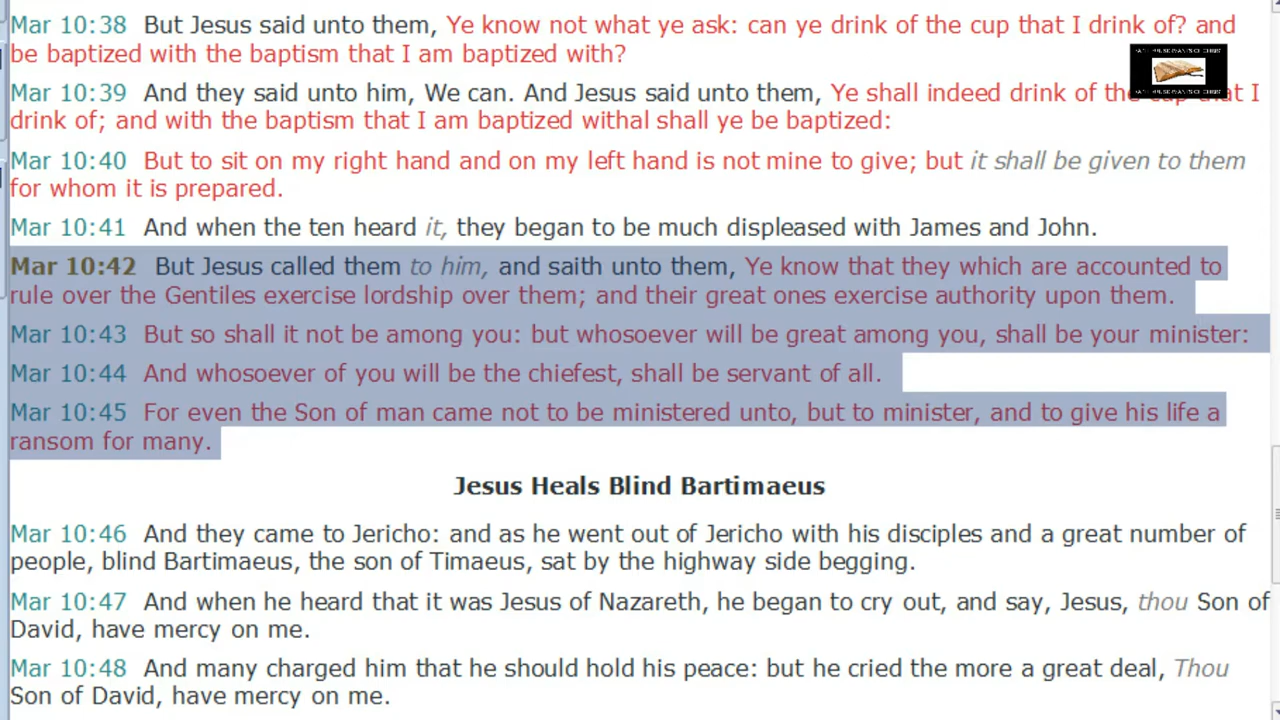 Mar 10:38 But Jesus said unto them, Ye know not what ye ask: can ye drink of the cup that I drink of? and
be baptized with the baptism that I am baptized with?
Mar 10:39 And they said unto him, We can. And Jesus said unto them, Ye shall indeed drink of the cup that I
drink of; and with the baptism that I am baptized withal shall ye be baptized:
Mar 10:40 But to sit on my right hand and on my left hand is not mine to give; but it shall be given to them
for whom it is prepared.
Mar 10:41 And when the ten heard it, they began to be much displeased with James and John.
Mar 10:42 But Jesus called them to him, and saith unto them, Ye know that they which are accounted to
rule over the Gentiles exercise lordship over them; and their great ones exercise authority upon them.
Mar 10:43 But so shall it not be among you: but whosoever will be great among you, shall be your minister:
Mar 10:44 And whosoever of you will be the chiefest, shall be servant of all.
Mar 10:45 For even the Son of man came not to be ministered unto, but to minister, and to give his life a
ransom for many.
Jesus Heals Blind Bartimaeus
Mar 10:46 And they came to Jericho: and as he went out of Jericho with his disciples and a great number of
people, blind Bartimaeus, the son of Timaeus, sat by the highway side begging.
Mar 10:47 And when he heard that it was Jesus of Nazareth, he began to cry out, and say, Jesus, thou Son of
David, have mercy on me.
Mar 10:48 And many charged him that he should hold his peace: but he cried the more a great deal, Thou
Son of David, have mercy on me.